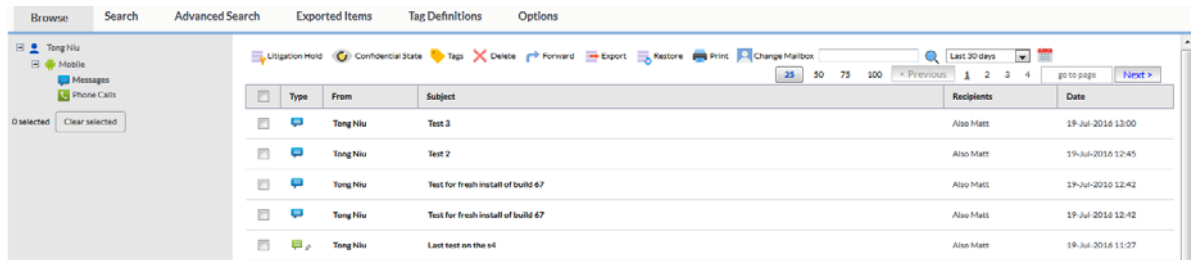 Browse Search Advanced Search Exported Items Tag Definitions Options
Tong Niu
Mobile
Messages
Phone Calls
0 selected Clear selected
Litigation Hold Confidential State Tags Delete Forward Export Restore Print Change Mailbox Last 30 days
25 50 75 100 < Previous 1 2 3 4 go to page Next >
Type From Subject Recipients Date
Tong Niu Test 3 Also Matt 19-Jul-2016 13:00
Tong Niu Test 2 Also Matt 19-Jul-2016 12:45
Tong Niu Test for fresh install of build 67 Also Matt 19-Jul-2016 12:42
Tong Niu Test for fresh install of build 67 Also Matt 19-Jul-2016 12:42
Tong Niu Last test on the s4 Also Matt 19-Jul-2016 11:27